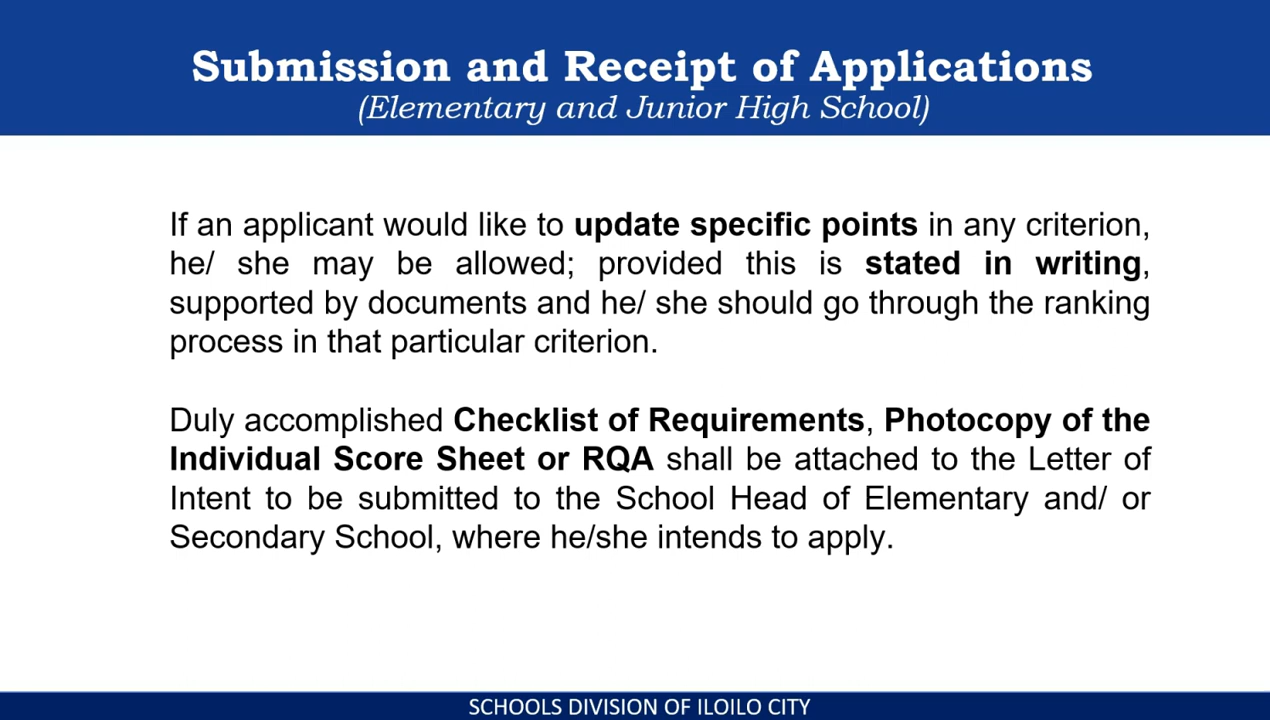 Submission and Receipt of Applications
(Elementary and Junior High School)
If an applicant would like to update specific points in any criterion,
he/ she may be allowed; provided this is stated in writing,
supported by documents and he/ she should go through the ranking
process in that particular criterion.
Duly accomplished Checklist of Requirements, Photocopy of the
Individual Score Sheet or RQA shall be attached to the Letter of
Intent to be submitted to the School Head of Elementary and/ or
Secondary School, where he/she intends to apply.
SCHOOLS DIVISION OF ILOILO CITY